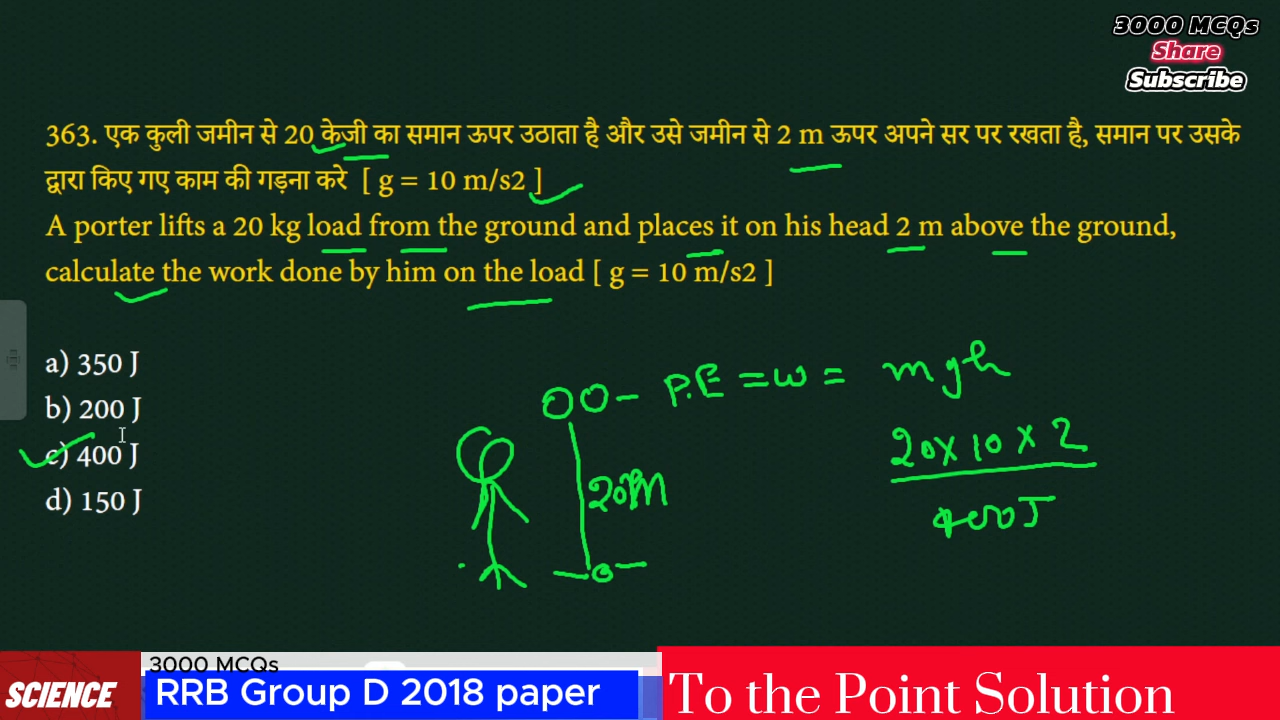 3000 MCQs
Share
Subscribe
363. एक कुली जमीन से 20 केजी का समान ऊपर उठाता है और उसे जमीन से 2 m ऊपर अपने सर पर रखता है, समान पर उसके
द्वारा किए गए काम की गड़ना करे [ g = 10 m/s2 ]
A porter lifts a 20 kg load from the ground and places it on his head 2 m above the ground,
calculate the work done by him on the load [ g = 10 m/s2 ]
a) 350 J
b) 200 J
c) 400 J
d) 150 J
P.E = W = mgh
20 x 10 x 2
400J
3000 MCQs
SCIENCE
RRB Group D 2018 paper
To the Point Solution